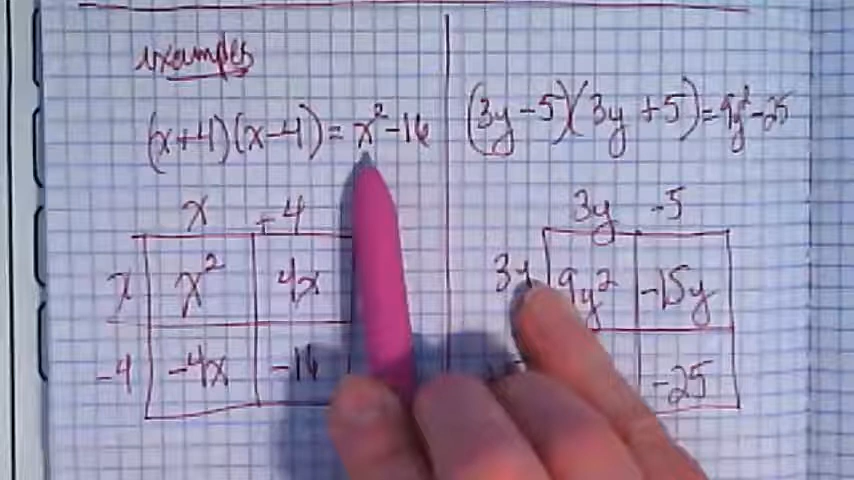 examples
(x+4)(x-4) = x²-16
x +4
x x² 4x
-4 -4x -16
(3y-5)(3y+5) = 9y²-25
3y -5
3y 9y² -15y
-25